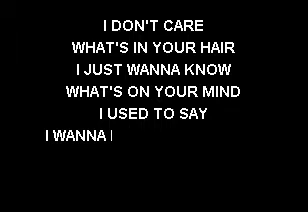 I DON'T CARE
WHAT'S IN YOUR HAIR
I JUST WANNA KNOW
WHAT'S ON YOUR MIND
I USED TO SAY
I WANNA I